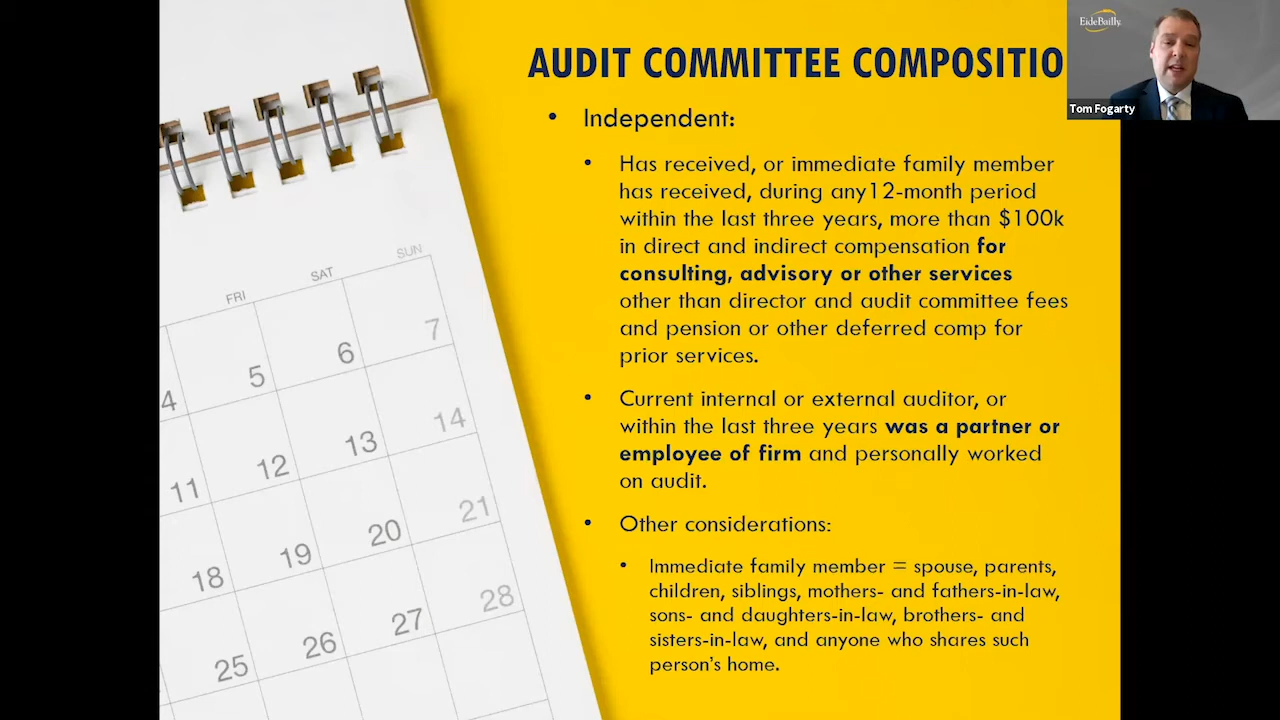 AUDIT COMMITTEE COMPOSITIO
EideBailly.
Tom Fogarty
• Independent:
• Has received, or immediate family member
has received, during any12-month period
within the last three years, more than $100k
in direct and indirect compensation for
consulting, advisory or other services
other than director and audit committee fees
and pension or other deferred comp for
prior services.
• Current internal or external auditor, or
within the last three years was a partner or
employee of firm and personally worked
on audit.
• Other considerations:
• Immediate family member = spouse, parents,
children, siblings, mothers- and fathers-in-law,
sons- and daughters-in-law, brothers- and
sisters-in-law, and anyone who shares such
person's home.
FRI SAT SUN
4 5 6 7
11 12 13 14
18 19 20 21
25 26 27 28